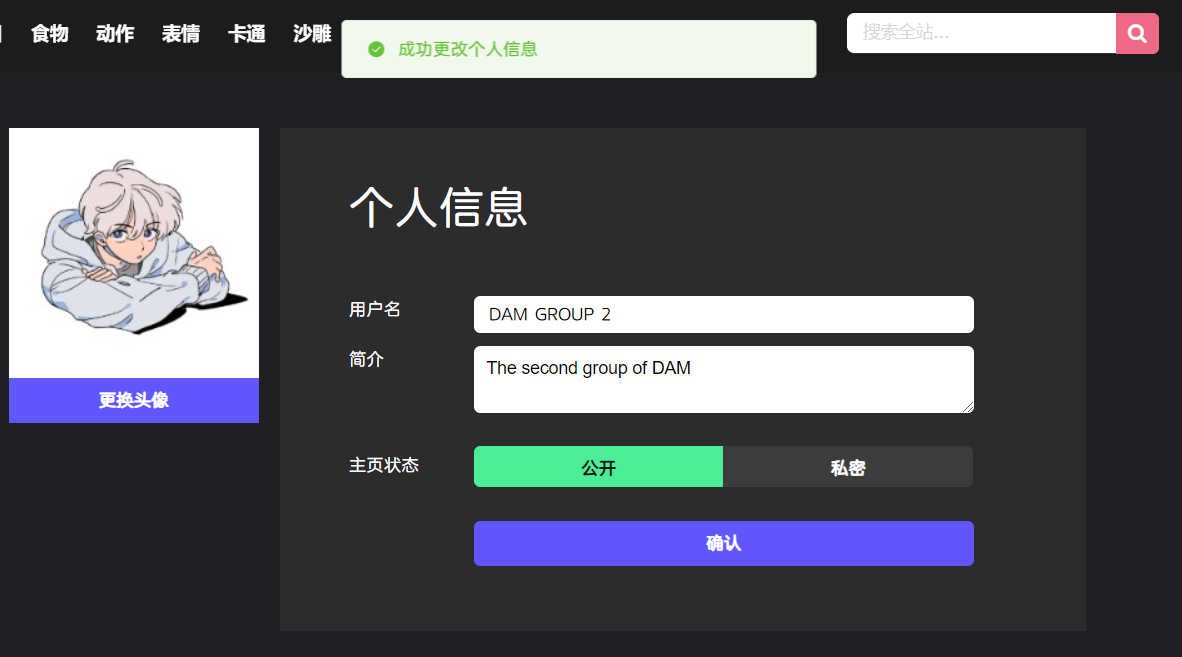 食物 动作 表情 卡通 沙雕
成功更改个人信息
搜索全站...
更换头像
个人信息
用户名
DAM GROUP 2
简介
The second group of DAM
主页状态
公开
私密
确认